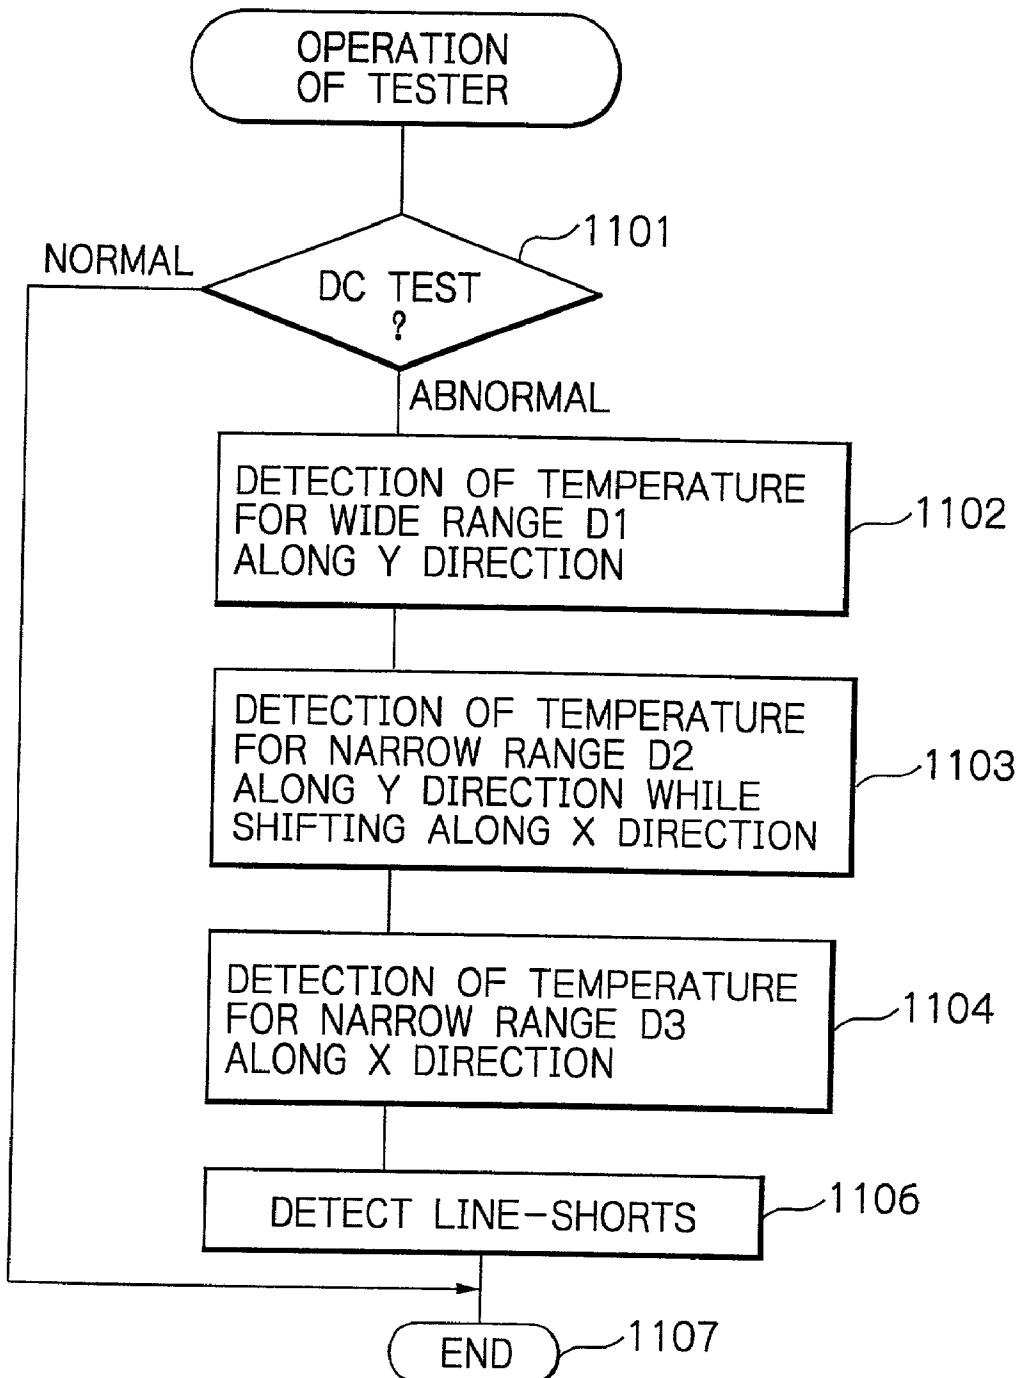 OPERATION
OF TESTER
1101
NORMAL
DC TEST
?
ABNORMAL
DETECTION OF TEMPERATURE
FOR WIDE RANGE D1
ALONG Y DIRECTION
1102
DETECTION OF TEMPERATURE
FOR NARROW RANGE D2
ALONG Y DIRECTION WHILE
SHIFTING ALONG X DIRECTION
1103
DETECTION OF TEMPERATURE
FOR NARROW RANGE D3
ALONG X DIRECTION
1104
DETECT LINE-SHORTS
1106
END
1107